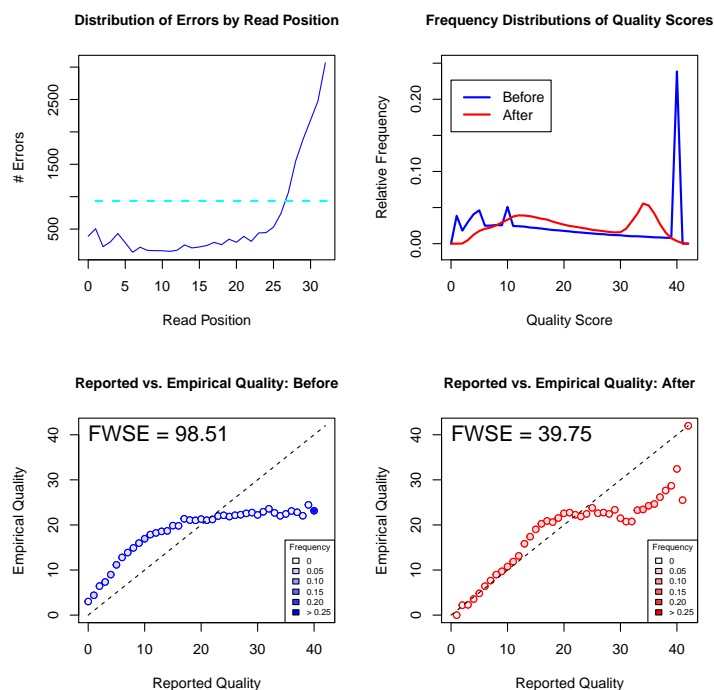 Distribution of Errors by Read Position
# Errors
500
1500
2500
0
5
10
15
20
25
30
Read Position
Frequency Distributions of Quality Scores
Relative Frequency
0.00
0.10
0.20
Before
After
0
10
20
30
40
Quality Score
Reported vs. Empirical Quality: Before
FWSE = 98.51
Empirical Quality
0
10
20
30
40
Frequency
0
0.05
0.10
0.15
0.20
> 0.25
0
10
20
30
40
Reported Quality
Reported vs. Empirical Quality: After
FWSE = 39.75
Empirical Quality
0
10
20
30
40
Frequency
0
0.05
0.10
0.15
0.20
> 0.25
0
10
20
30
40
Reported Quality